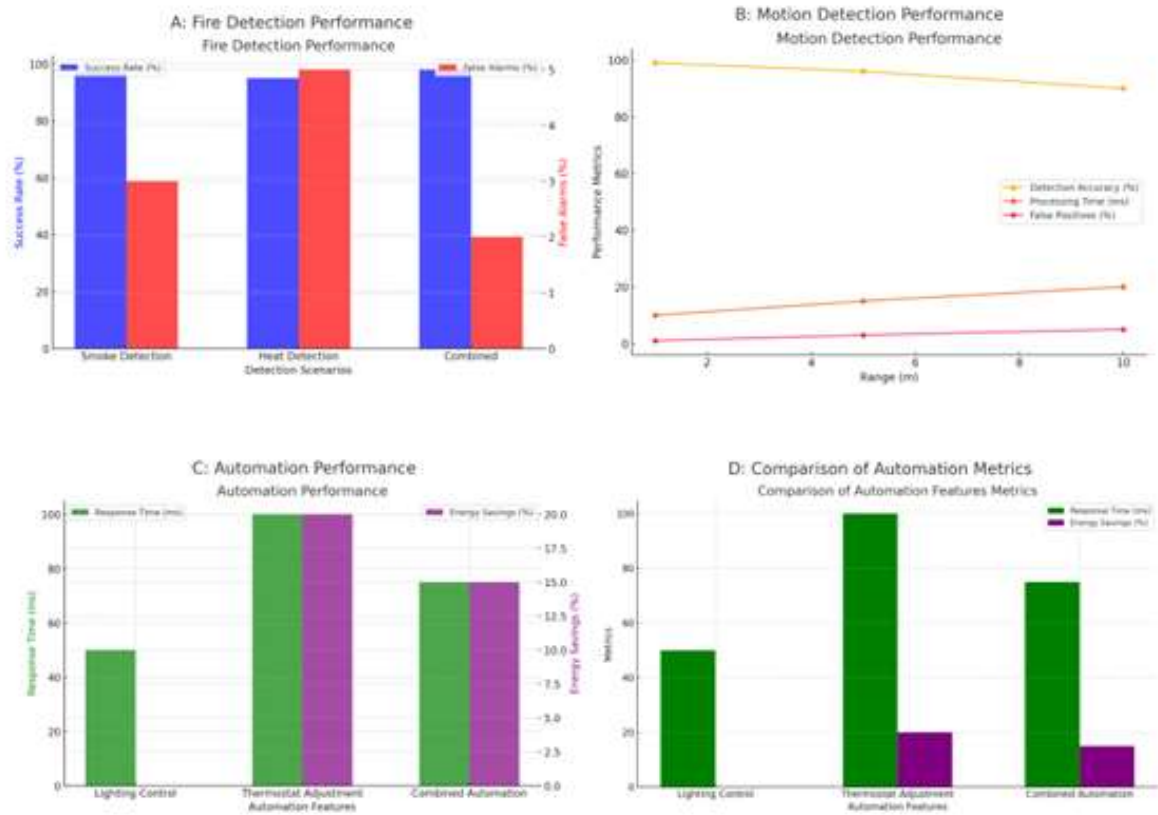 A: Fire Detection Performance
Fire Detection Performance
Success Rate (%)
False Alarms (%)
100
80
60
40
20
0
5
4
3
2
1
0
Success Rate (%)
False Alarms (%)
Smoke Detection
Heat Detection
Combined
Detection Scenarios
B: Motion Detection Performance
Motion Detection Performance
100
80
60
40
20
0
Performance Metrics
Detection Accuracy (%)
Processing Time (ms)
False Positives (%)
2
4
6
8
10
Range (m)
C: Automation Performance
Automation Performance
Response Time (ms)
Energy Savings (%)
100
80
60
40
20
0
20.0
17.5
15.0
12.5
10.0
7.5
5.0
2.5
0.0
Response Time (ms)
Energy Savings (%)
Lighting Control
Thermostat Adjustment
Combined Automation
Automation Features
D: Comparison of Automation Metrics
Comparison of Automation Features Metrics
Response Time (ms)
Energy Savings (%)
100
80
60
40
20
0
Metrics
Lighting Control
Thermostat Adjustment
Combined Automation
Automation Features